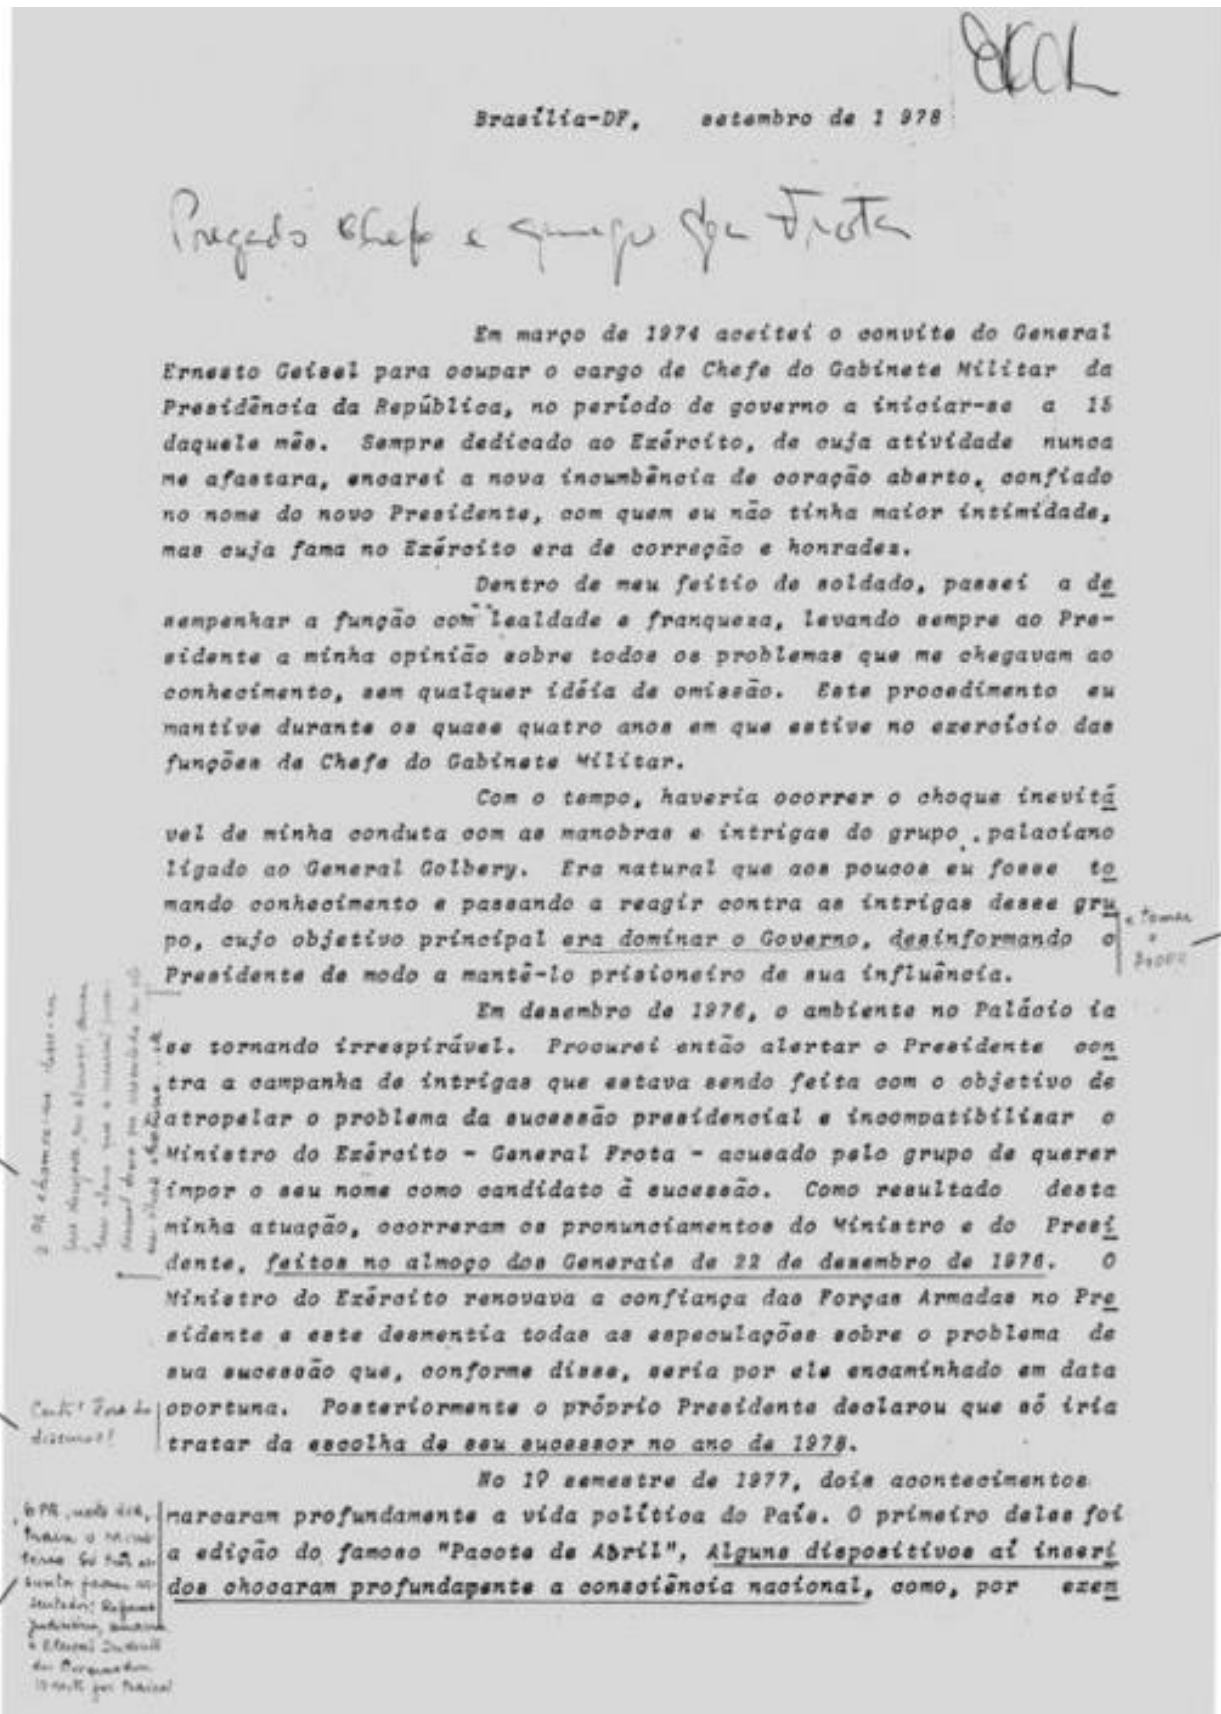 Brasília-DF, setembro de 1 978
Prezado Chefe e amigo Gen Frota
Em março de 1974 aceitei o convite do General
Ernesto Geisel para ocupar o cargo de Chefe do Gabinete Militar da
Presidência da República, no período de governo a iniciar-se a 15
daquele mês. Sempre dedicado ao Exército, de cuja atividade nunca
me afastara, encarei a nova incumbência de coração aberto, confiado
no nome do novo Presidente, com quem eu não tinha maior intimidade,
mas cuja fama no Exército era de correção e honradez.
Dentro de meu feitio de soldado, passei a de
sempenhar a função com lealdade e franqueza, levando sempre ao Pre-
sidente a minha opinião sobre todos os problemas que me chegavam ao
conhecimento, sem qualquer idéia de omissão. Este procedimento eu
mantive durante os quase quatro anos em que estive no exercício das
funções de Chefe do Gabinete Militar.
Com o tempo, haveria ocorrer o choque inevitá
vel de minha conduta com as manobras e intrigas do grupo palaciano
ligado ao General Golbery. Era natural que aos poucos eu fosse to
mando conhecimento e passando a reagir contra as intrigas desse gru
po, cujo objetivo principal era dominar o Governo, desinformando o
Presidente de modo a mantê-lo prisioneiro de sua influência.
e tomar
o
poder
Em dezembro de 1976, o ambiente no Palácio ia
se tornando irrespirável. Procurei então alertar o Presidente con
tra a campanha de intrigas que estava sendo feita com o objetivo de
atropelar o problema da sucessão presidencial e incompatibilizar o
Ministro do Exército - General Frota - acusado pelo grupo de querer
impor o seu nome como candidato à sucessão. Como resultado desta
minha atuação, ocorreram os pronunciamentos do Ministro e do Presi
dente, feitos no almoço dos Generais de 22 de dezembro de 1976. O
Ministro do Exército renovava a confiança das Forças Armadas no Pre
sidente e este desmentia todas as especulações sobre o problema de
sua sucessão que, conforme disse, seria por ele encaminhado em data
oportuna. Posteriormente o próprio Presidente declarou que só iria
tratar da escolha de seu sucessor no ano de 1978.
discurso!
No 1º semestre de 1977, dois acontecimentos
marcaram profundamente a vida política do País. O primeiro deles foi
a edição do famoso "Pacote de Abril", Alguns dispositivos aí inseri
dos chocaram profundamente a consciência nacional, como, por exem